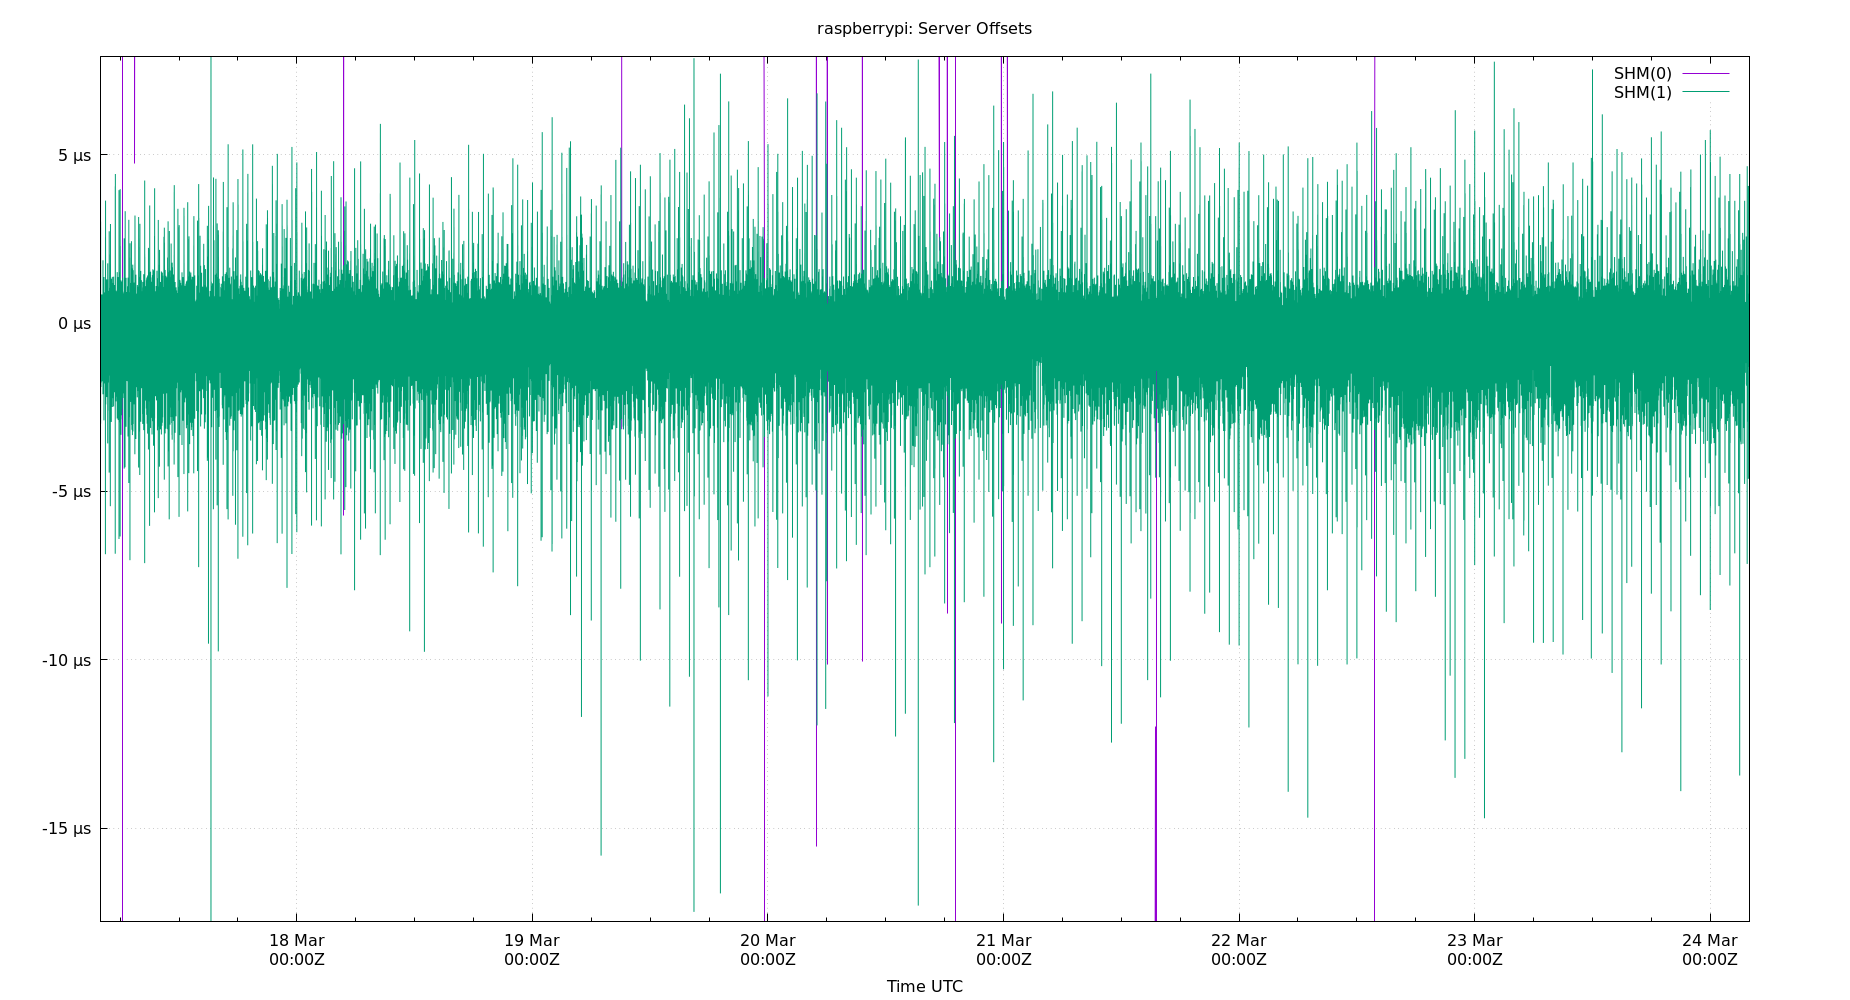 raspberrypi: Server Offsets
SHM(0)
SHM(1)
5 µs
0 µs
-5 µs
-10 µs
-15 µs
18 Mar
00:00Z
19 Mar
00:00Z
20 Mar
00:00Z
21 Mar
00:00Z
22 Mar
00:00Z
23 Mar
00:00Z
24 Mar
00:00Z
Time UTC